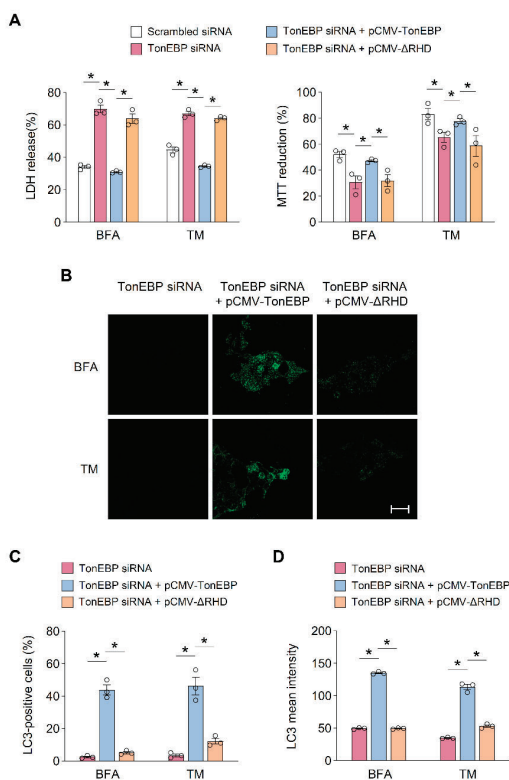 A
Scrambled siRNA
TonEBP siRNA
TonEBP siRNA + pCMV-TonEBP
TonEBP siRNA + pCMV-ΔRHD
LDH release(%)
80
60
40
20
0
* * * * * *
BFA TM
MTT reduction (%)
100
80
60
40
20
0
* * * * * *
BFA TM
B
TonEBP siRNA
TonEBP siRNA
+ pCMV-TonEBP
TonEBP siRNA
+ pCMV-ΔRHD
BFA
TM
C
TonEBP siRNA
TonEBP siRNA + pCMV-TonEBP
TonEBP siRNA + pCMV-ΔRHD
LC3-positive cells (%)
80
60
40
20
0
* * * *
BFA TM
D
TonEBP siRNA
TonEBP siRNA + pCMV-TonEBP
TonEBP siRNA + pCMV-ΔRHD
LC3 mean intensity
200
150
100
50
0
* * * *
BFA TM